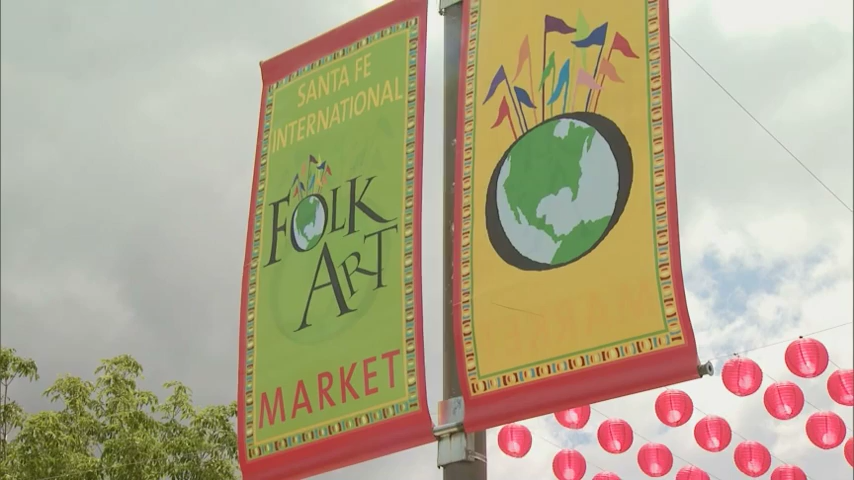 SANTA FE
INTERNATIONAL
FOLK
ART
MARKET